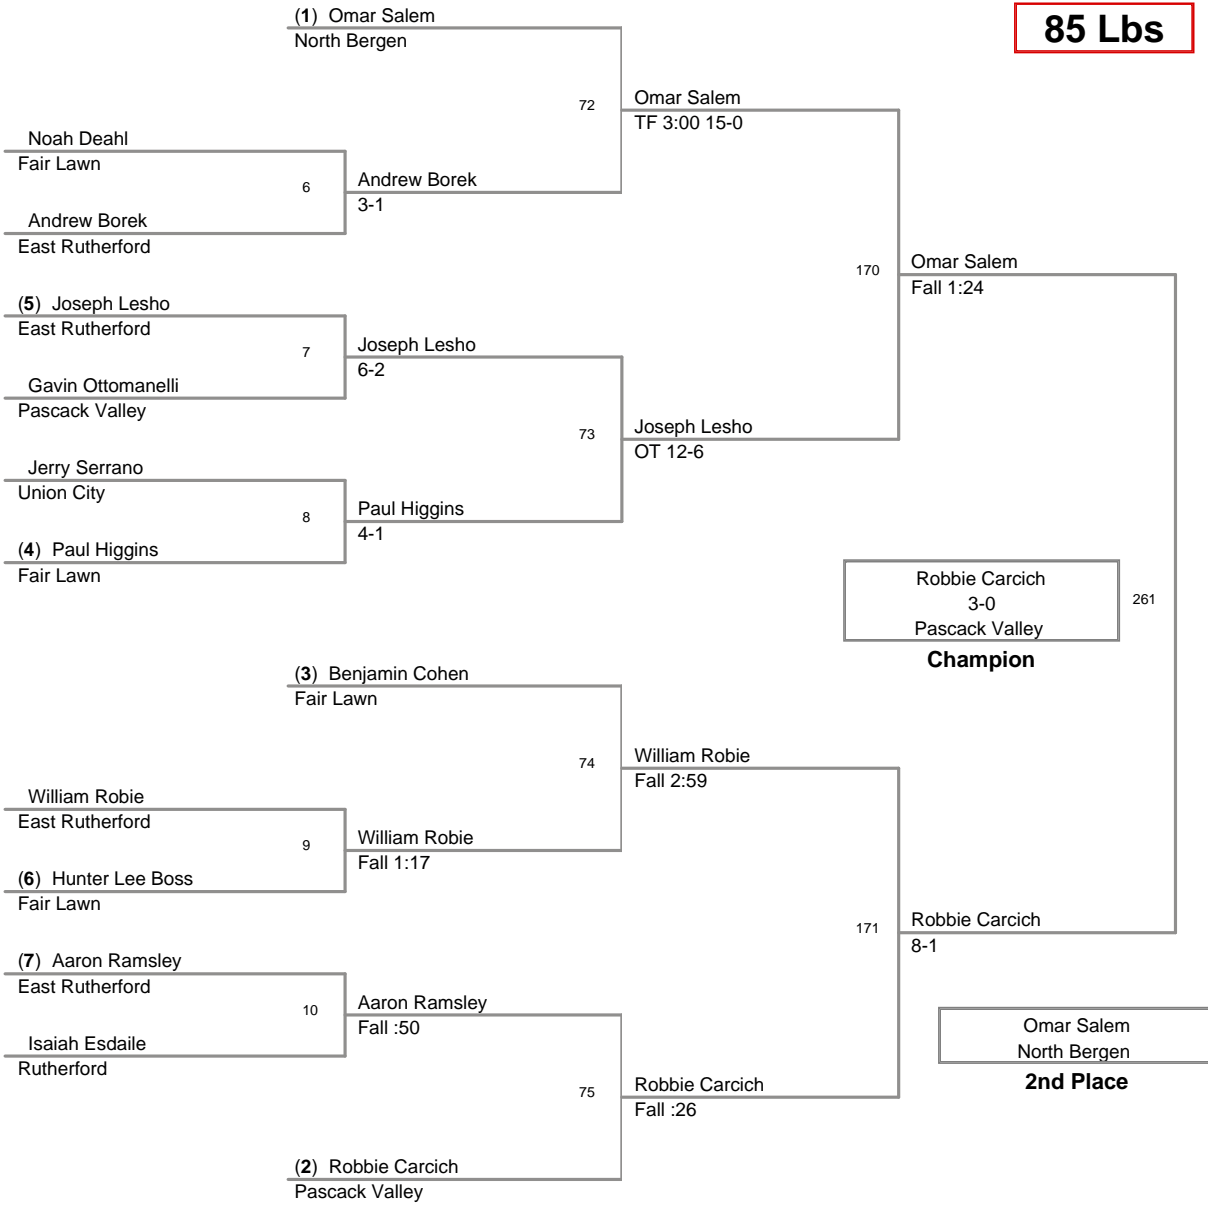 (1) Omar Salem
North Bergen
85 Lbs
72
Omar Salem
TF 3:00 15-0
Noah Deahl
Fair Lawn
6
Andrew Borek
3-1
Andrew Borek
East Rutherford
170
Omar Salem
Fall 1:24
(5) Joseph Lesho
East Rutherford
7
Joseph Lesho
6-2
Gavin Ottomanelli
Pascack Valley
73
Joseph Lesho
OT 12-6
Jerry Serrano
Union City
8
Paul Higgins
4-1
(4) Paul Higgins
Fair Lawn
Robbie Carcich
3-0
Pascack Valley
261
Champion
(3) Benjamin Cohen
Fair Lawn
74
William Robie
Fall 2:59
William Robie
East Rutherford
9
William Robie
Fall 1:17
(6) Hunter Lee Boss
Fair Lawn
171
Robbie Carcich
8-1
(7) Aaron Ramsley
East Rutherford
10
Aaron Ramsley
Fall :50
Isaiah Esdaile
Rutherford
Omar Salem
North Bergen
2nd Place
75
Robbie Carcich
Fall :26
(2) Robbie Carcich
Pascack Valley